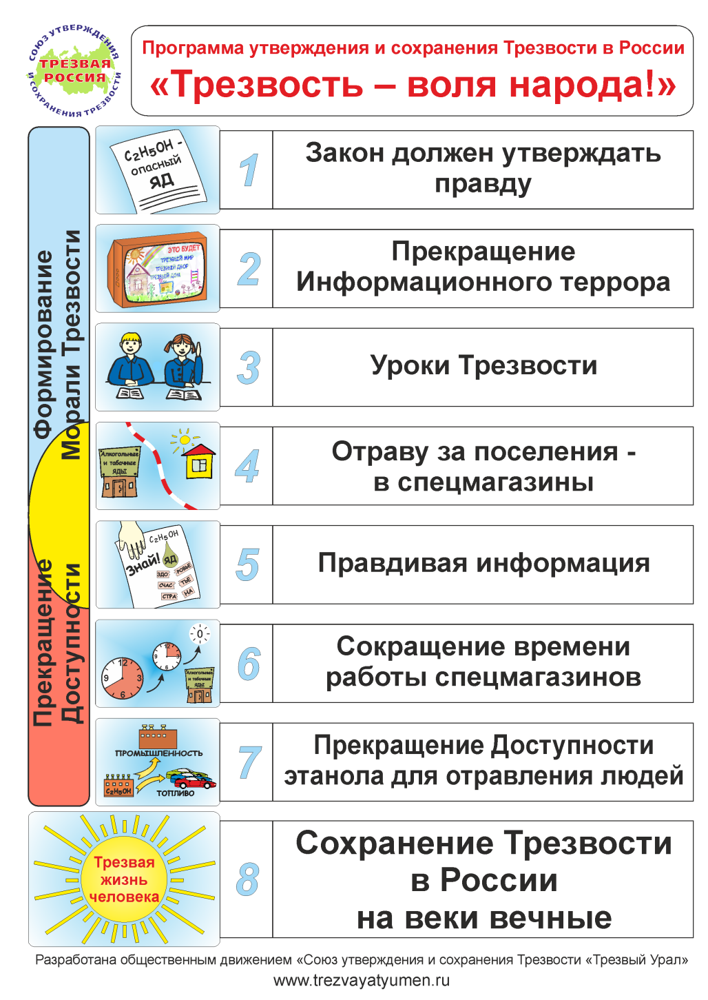 СОЮЗ УТВЕРЖДЕНИЯ
ТРЕЗВАЯ
РОССИЯ
И СОХРАНЕНИЯ ТРЕЗВОСТИ
Программа утверждения и сохранения Трезвости в России
«Трезвость – воля народа!»
Формирование
Морали Трезвости
Прекращение
Доступности
C2H5OH -
опасный
ЯД
1
Закон должен утверждать
правду
ЭТО БУДЕТ
ТРЕЗВЫЙ МИР
ТРЕЗВЫЙ ДВОР
ТРЕЗВЫЙ ДОМ
2
Прекращение
Информационного террора
3
Уроки Трезвости
Алкогольные
и табачные
ЯДЫ
4
Отраву за поселения -
в спецмагазины
C2H5OH
Знай!
ЯД
ЗДО РОВЬЕ
СЧАС ТЬЕ
СТРА НА
5
Правдивая информация
0
12
3
6
9
12
3
6
9
Алкогольные
и табачные
ЯДЫ
6
Сокращение времени
работы спецмагазинов
ПРОМЫШЛЕННОСТЬ
C2H5OH
ТОПЛИВО
7
Прекращение Доступности
этанола для отравления людей
Трезвая
жизнь
человека
8
Сохранение Трезвости
в России
на веки вечные
Разработана общественным движением «Союз утверждения и сохранения Трезвости «Трезвый Урал»
www.trezvayatyumen.ru